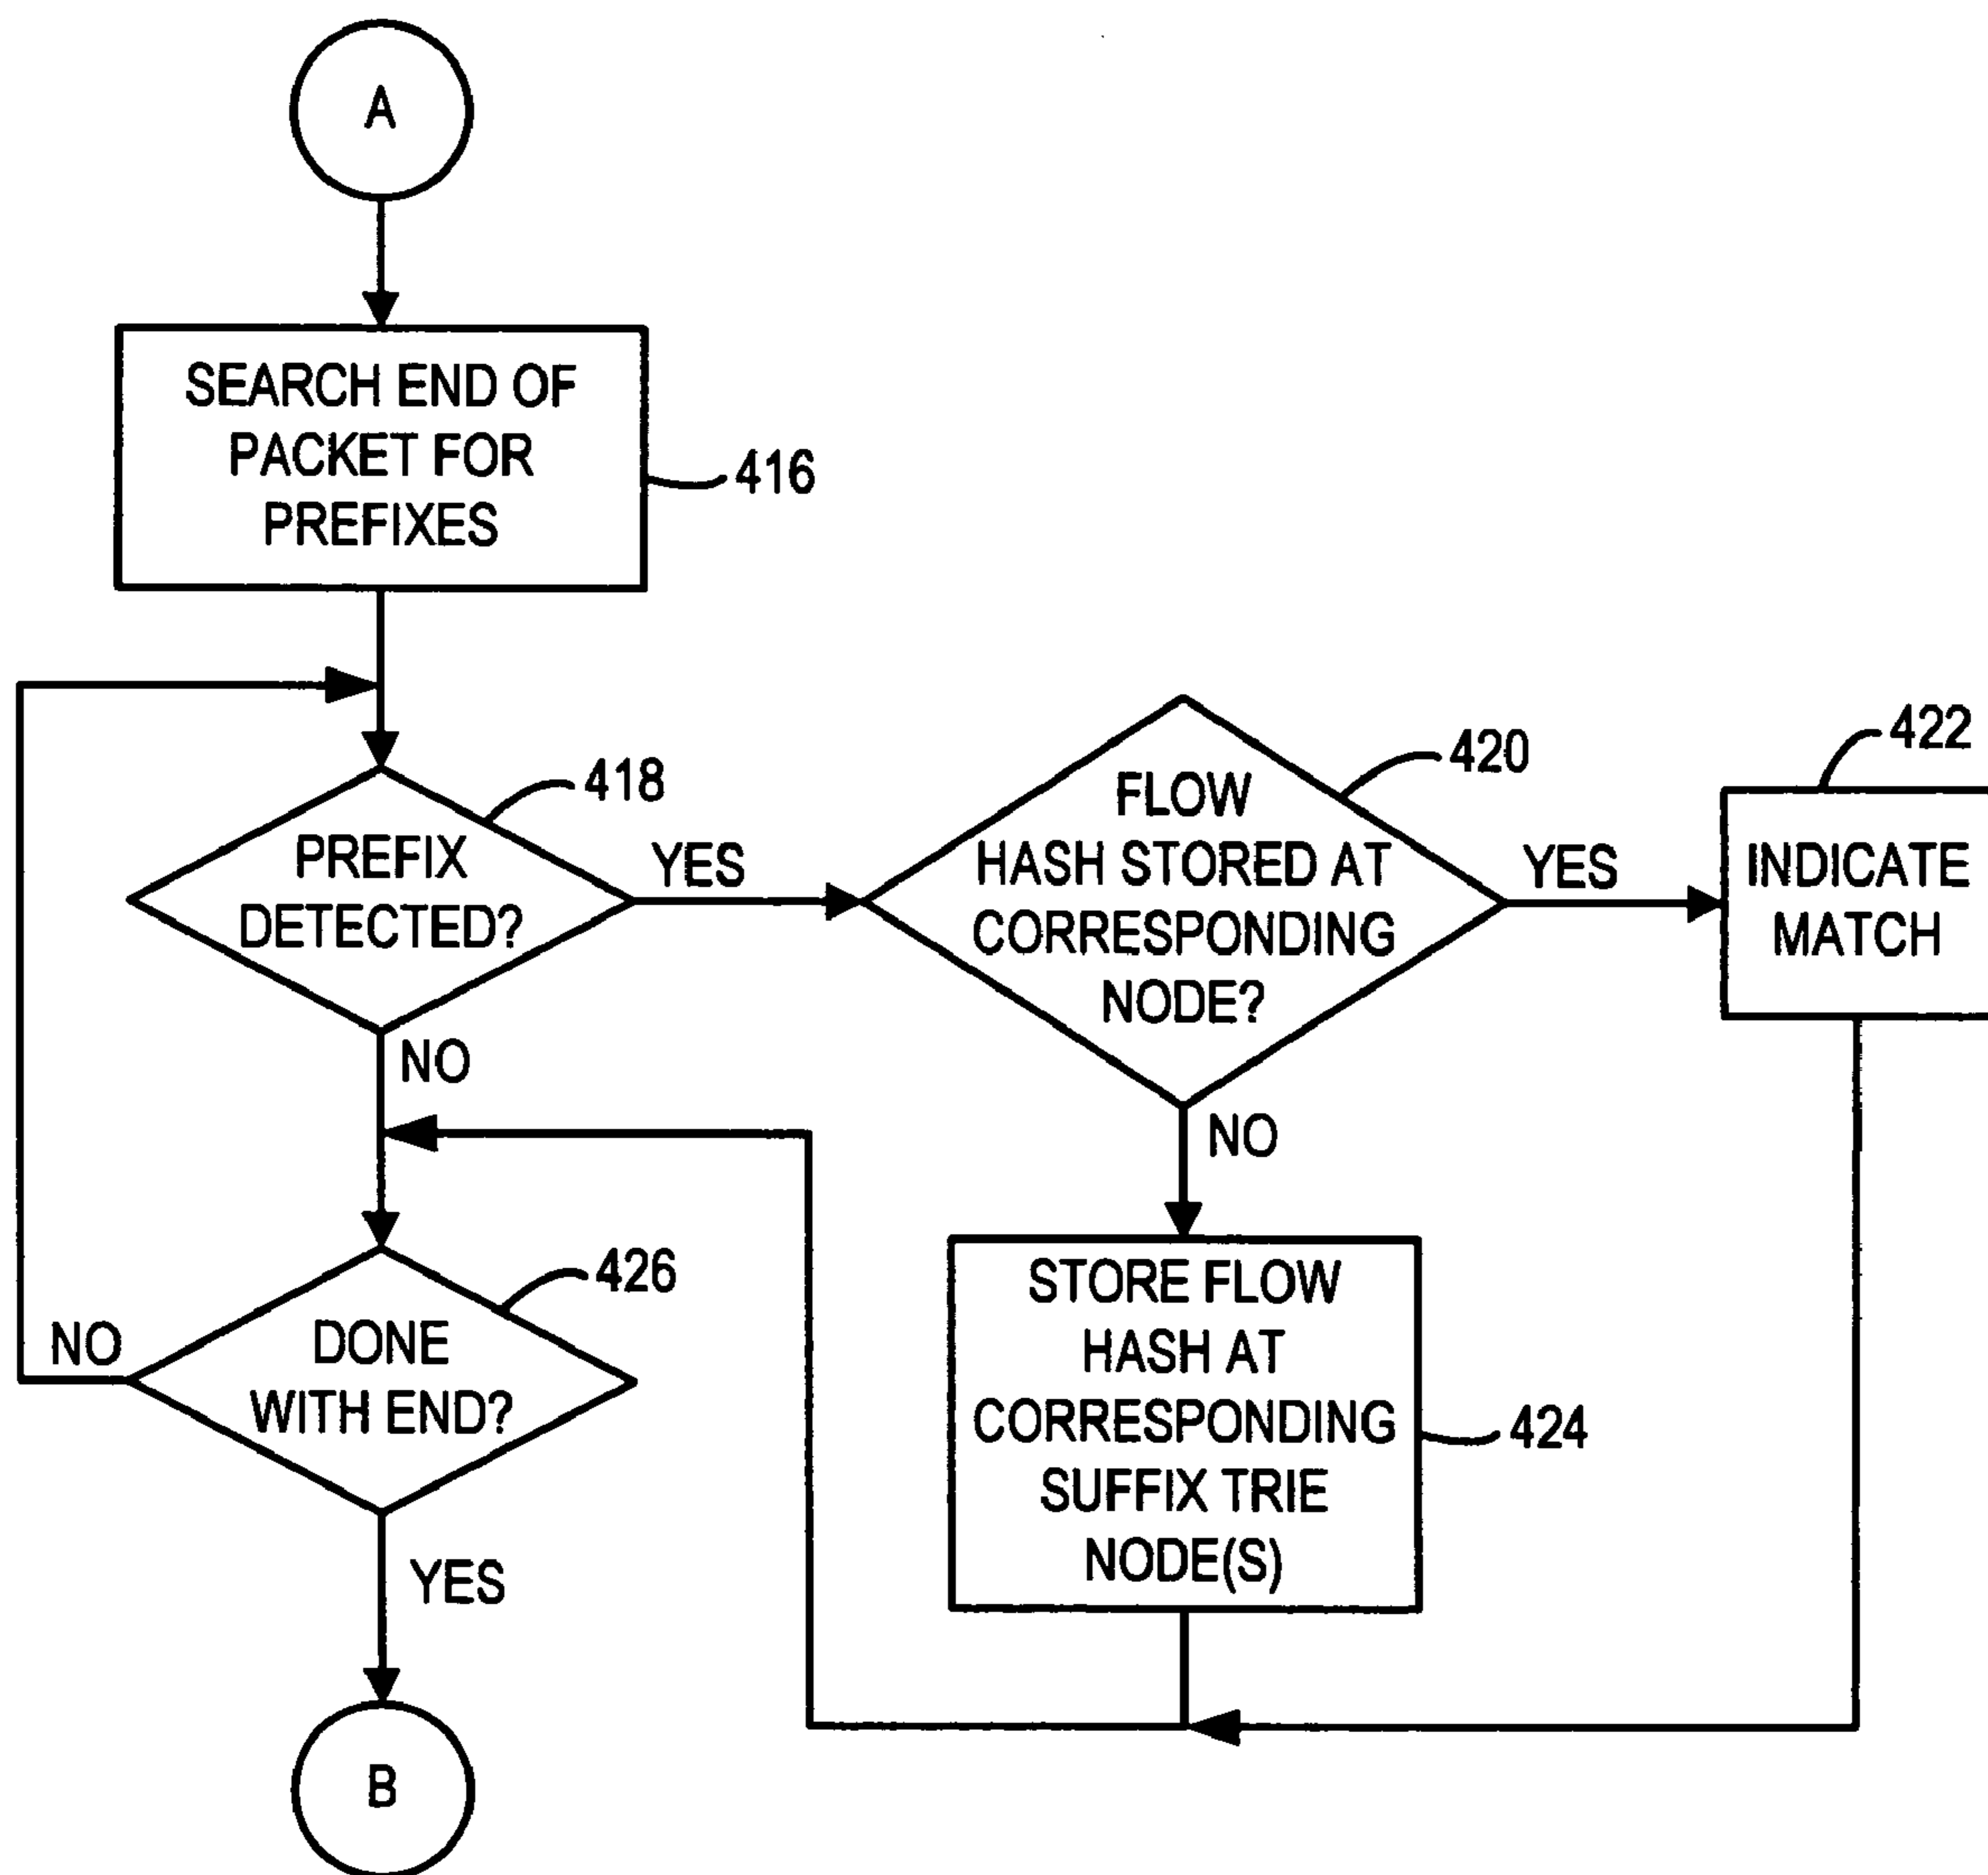 A
SEARCH END OF
PACKET FOR
PREFIXES
416
PREFIX
DETECTED?
418
YES
NO
FLOW
HASH STORED AT
CORRESPONDING
NODE?
420
YES
NO
INDICATE
MATCH
422
STORE FLOW
HASH AT
CORRESPONDING
SUFFIX TRIE
NODE(S)
424
DONE
WITH END?
426
NO
YES
B